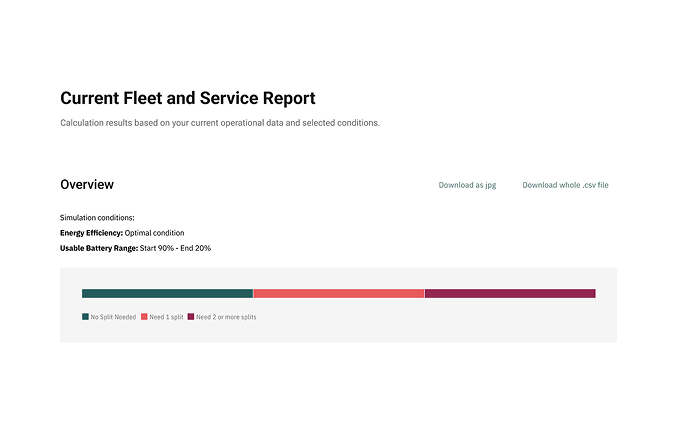 Current Fleet and Service Report
Calculation results based on your current operational data and selected conditions.
Overview
Download as jpg
Download whole .csv file
Simulation conditions:
Energy Efficiency: Optimal condition
Usable Battery Range: Start 90% - End 20%
No Split Needed
Need 1 split
Need 2 or more splits